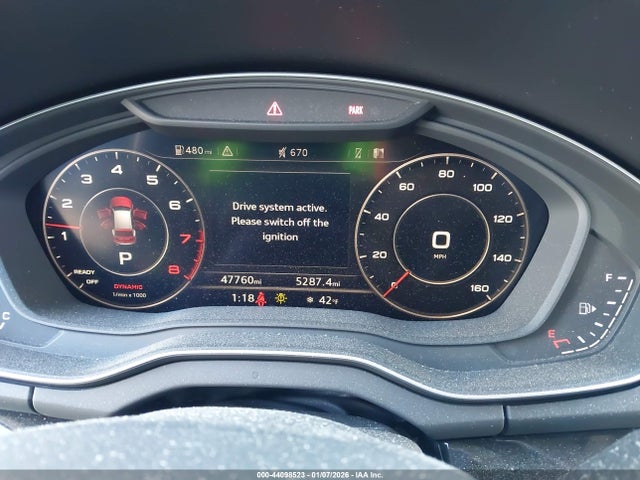 PARK
480 mi
670
Drive system active.
Please switch off the
ignition
1
2
3
4
5
6
7
8
P
READY
OFF
DYNAMIC
1/min x 1000
0
20
40
60
80
100
120
140
160
0
MPH
47760mi 5287.4mi
1:18 42°F
C
F
E
000-44098523 - 01/07/2026 - IAA Inc.